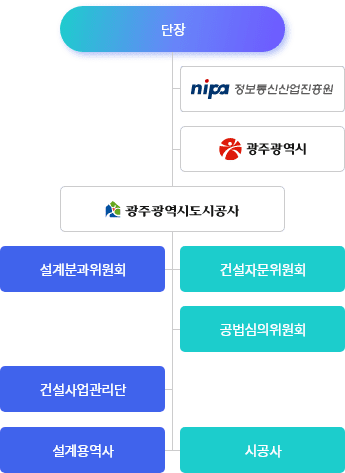 단장
nipa 정보통신산업진흥원
광주광역시
광주광역시도시공사
설계분과위원회
건설자문위원회
공법심의위원회
건설사업관리단
설계용역사
시공사